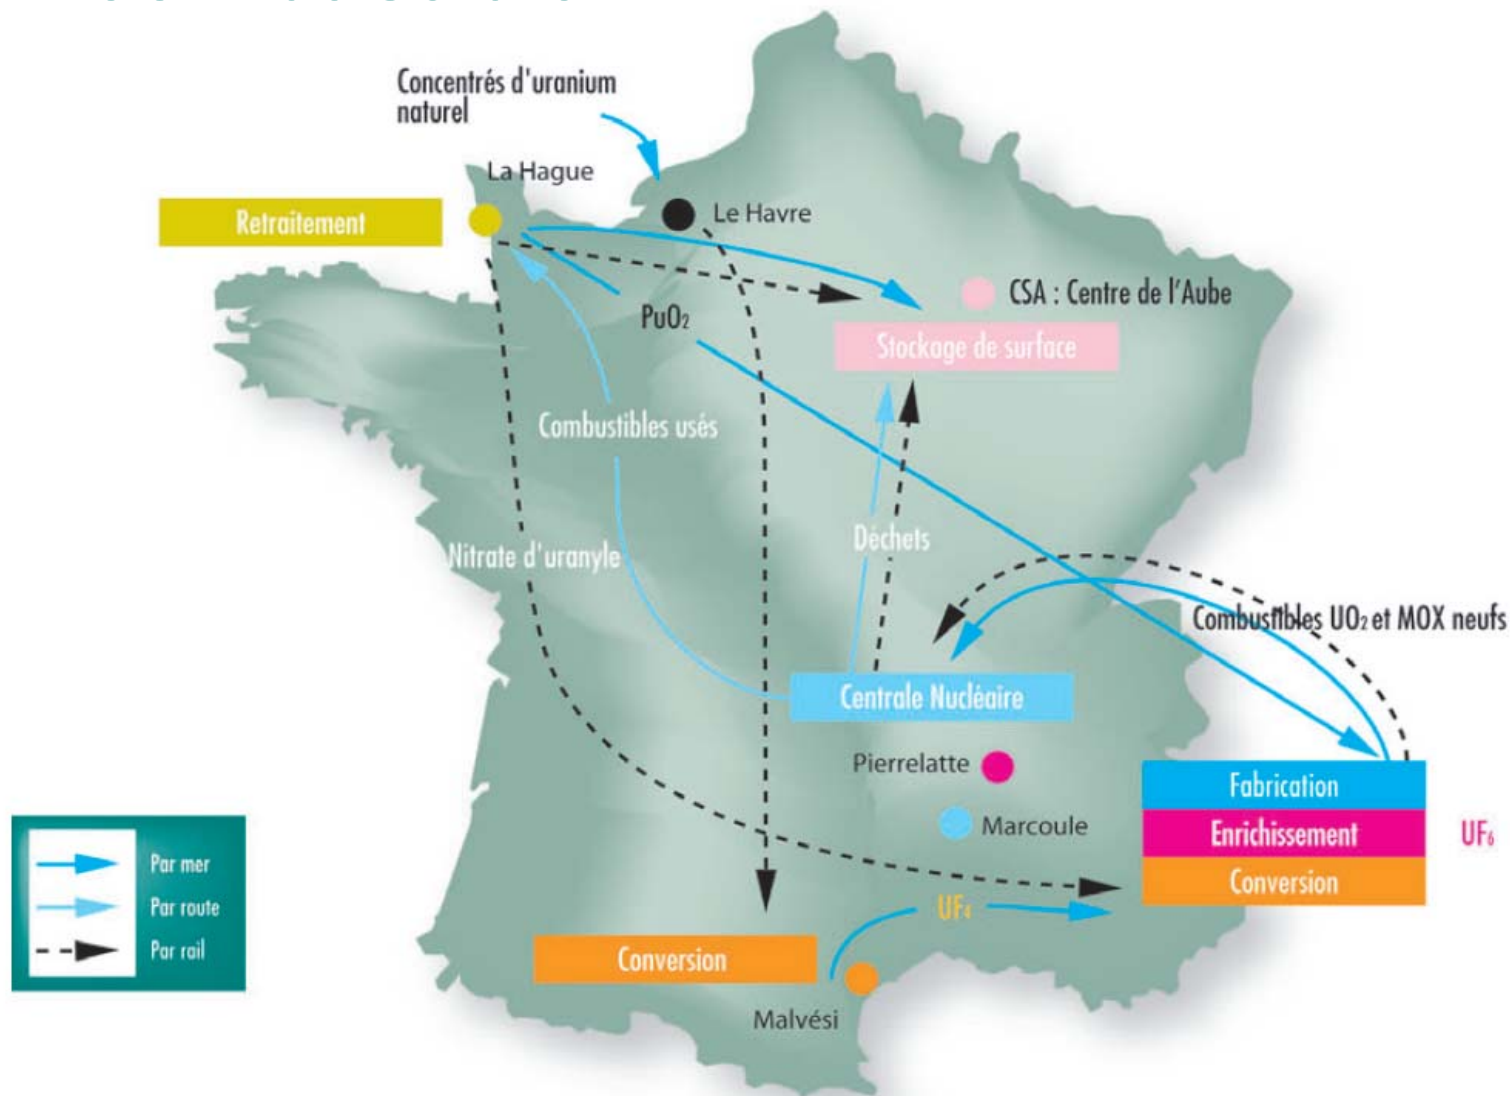 Concentrés d'uranium
naturel
La Hague
Retraitement
Le Havre
CSA : Centre de l'Aube
PuO₂
Stockage de surface
Combustibles usés
Déchets
Nitrate d'uranyle
Combustibles UO₂ et MOX neufs
Centrale Nucléaire
Pierrelatte
Fabrication
Marcoule
Enrichissement
UF₆
Conversion
Par mer
Par route
Par rail
UF₄
Conversion
Malvési